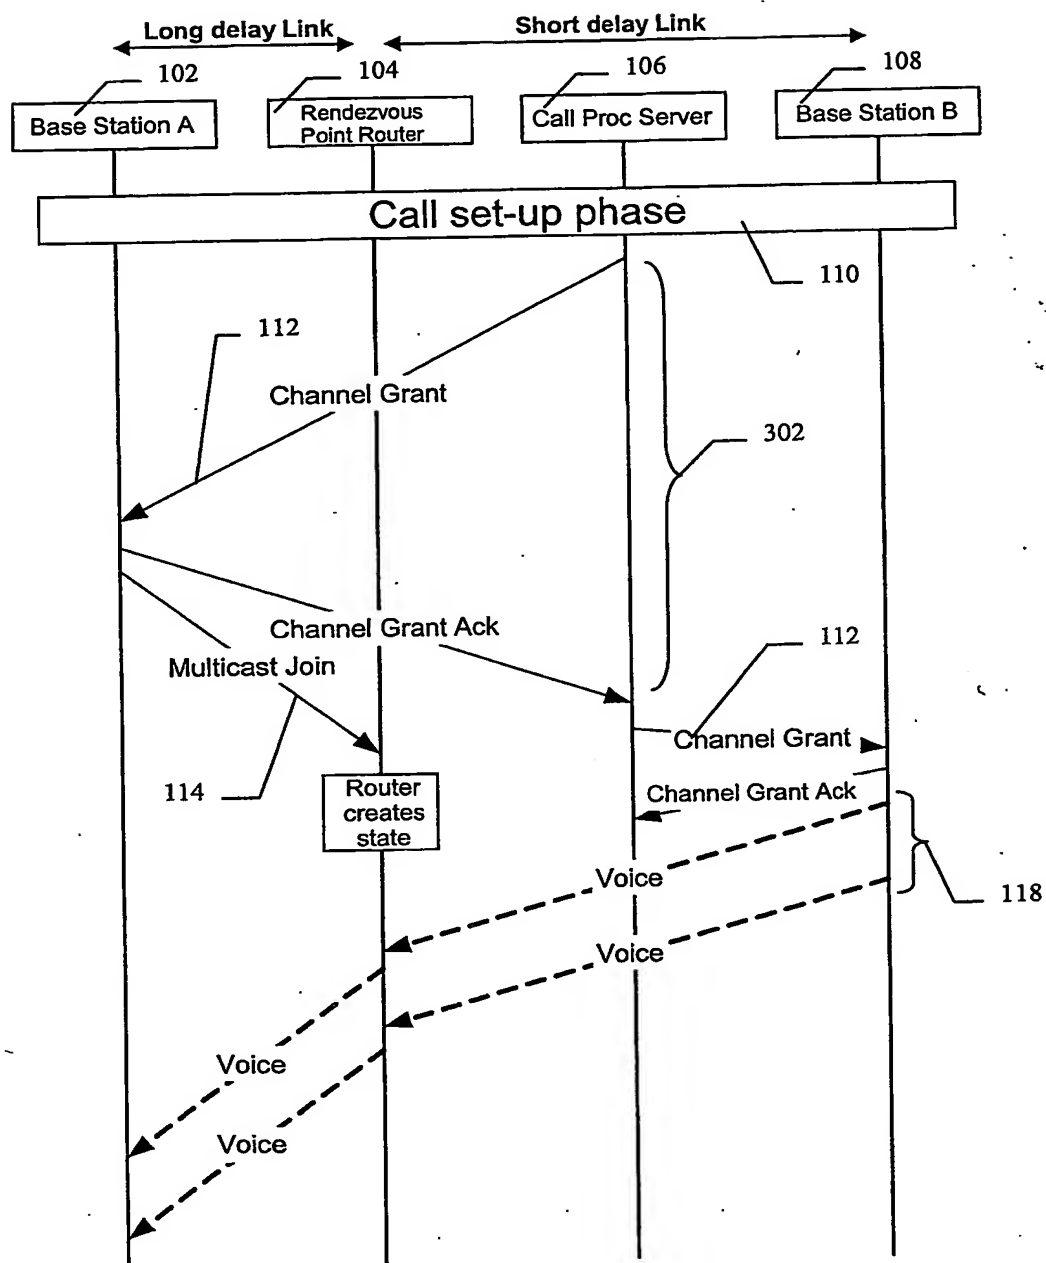 Long delay Link
Short delay Link
102
104
106
108
Base Station A
Rendezvous
Point Router
Call Proc Server
Base Station B
Call set-up phase
110
112
Channel Grant
302
Channel Grant Ack
112
Multicast Join
Channel Grant
114
Router
creates
state
Channel Grant Ack
Voice
118
Voice
Voice
Voice